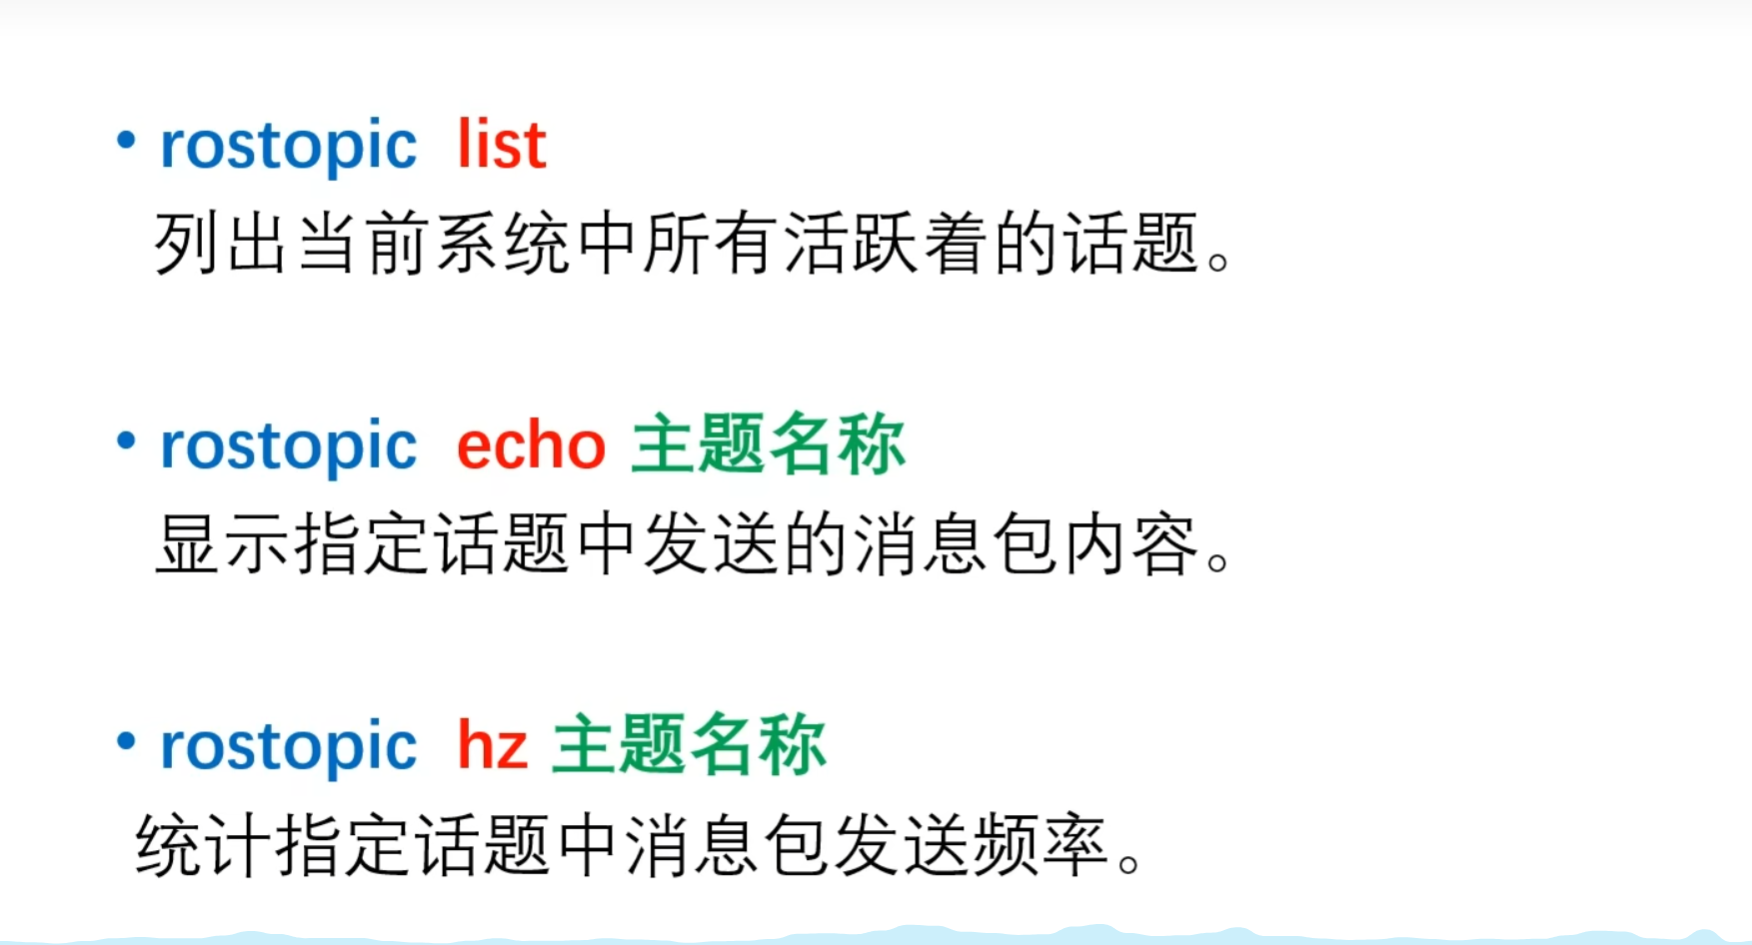 • rostopic list
列出当前系统中所有活跃着的话题。
• rostopic echo 主题名称
显示指定话题中发送的消息包内容。
• rostopic hz 主题名称
统计指定话题中消息包发送频率。